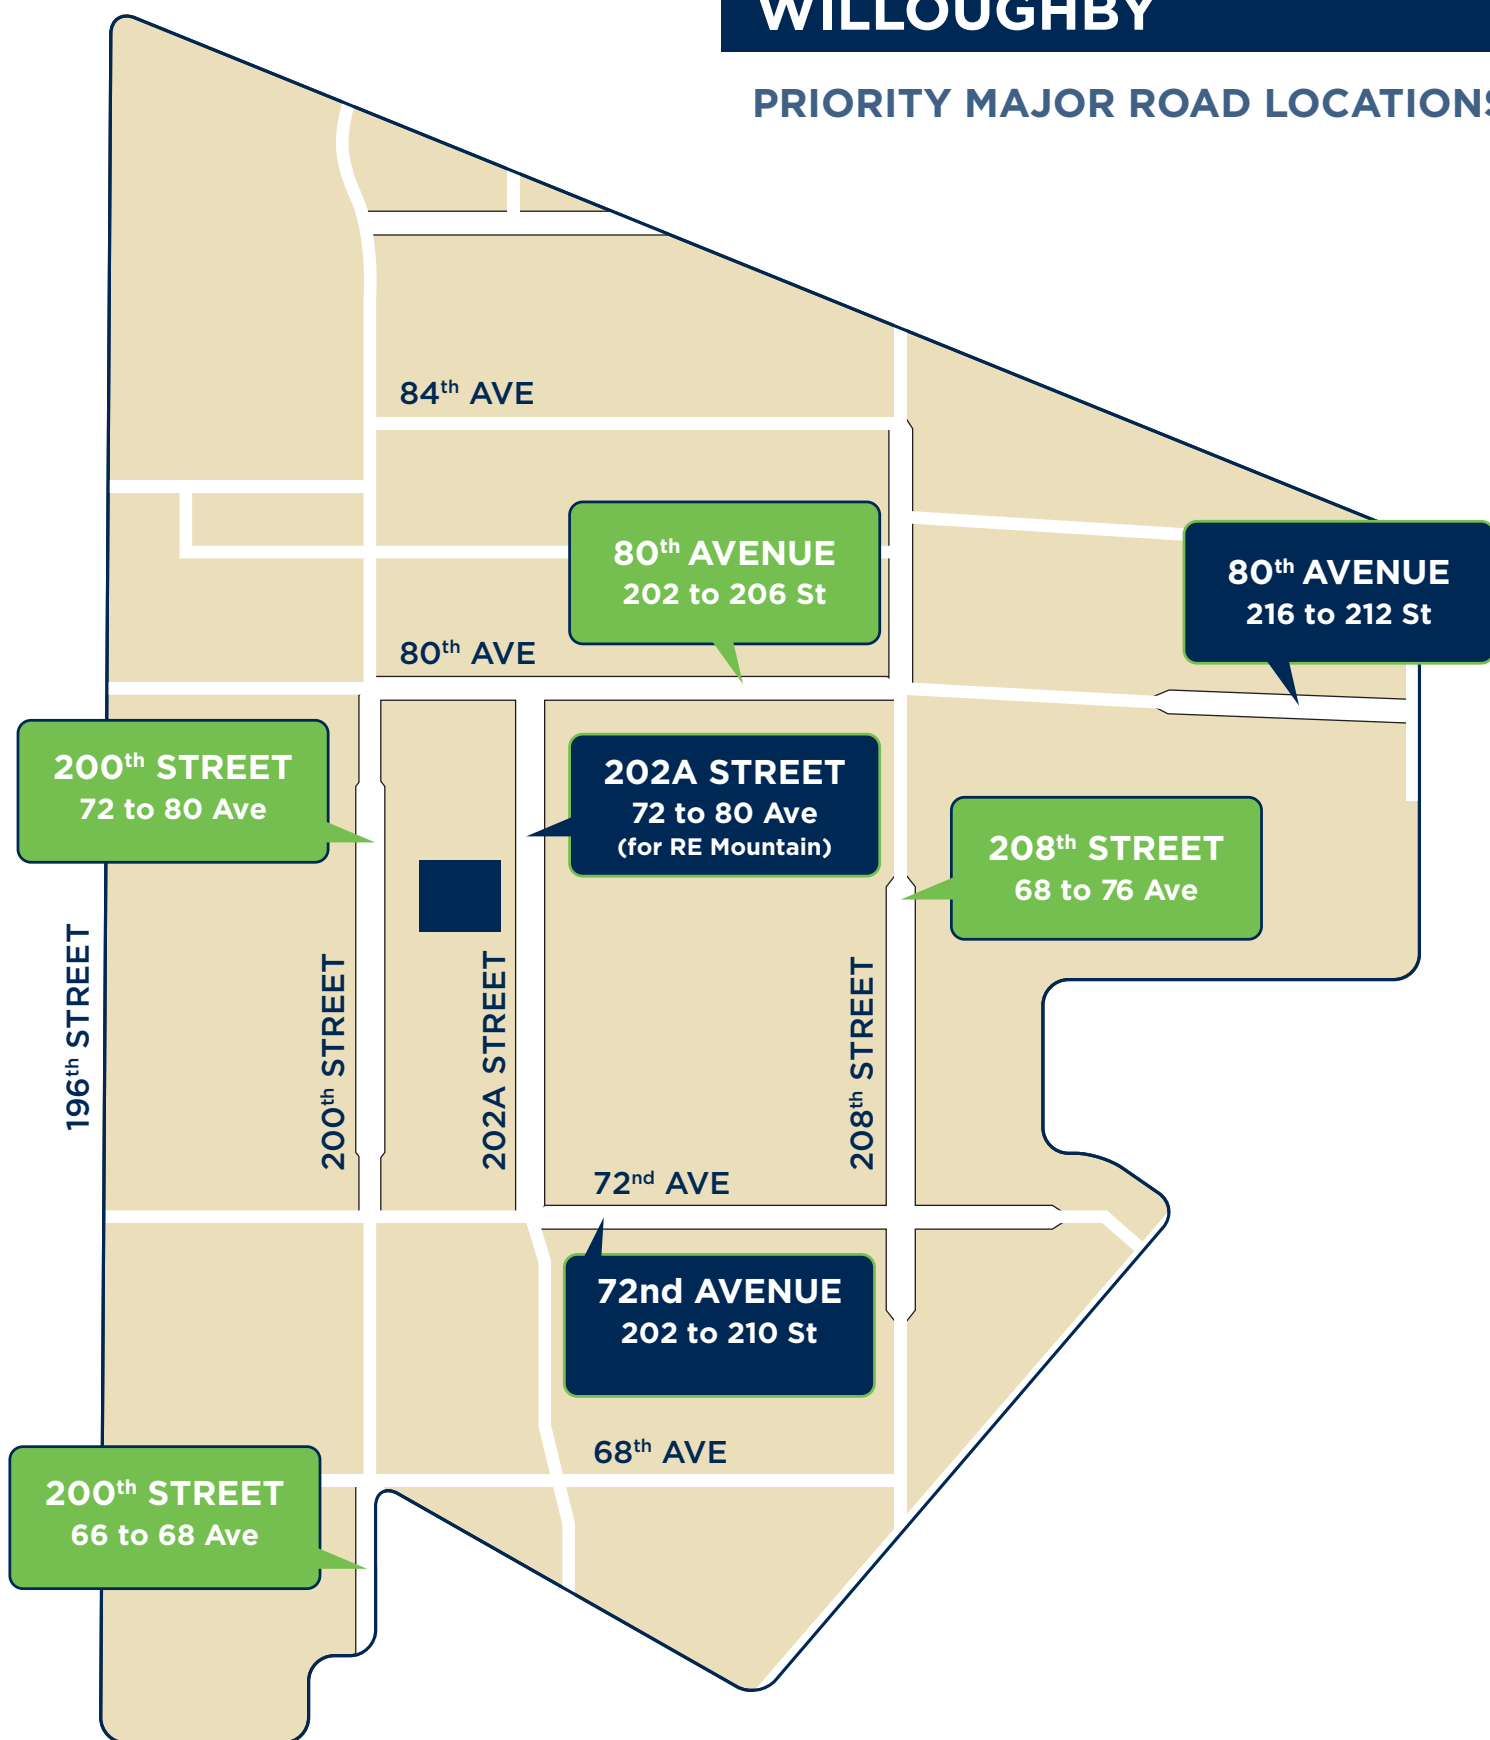 WILLOUGHBY
PRIORITY MAJOR ROAD LOCATIONS
84th AVE
80th AVENUE
202 to 206 St
80th AVENUE
216 to 212 St
80th AVE
200th STREET
72 to 80 Ave
202A STREET
72 to 80 Ave
(for RE Mountain)
208th STREET
68 to 76 Ave
196th STREET
200th STREET
202A STREET
208th STREET
72nd AVE
72nd AVENUE
202 to 210 St
68th AVE
200th STREET
66 to 68 Ave